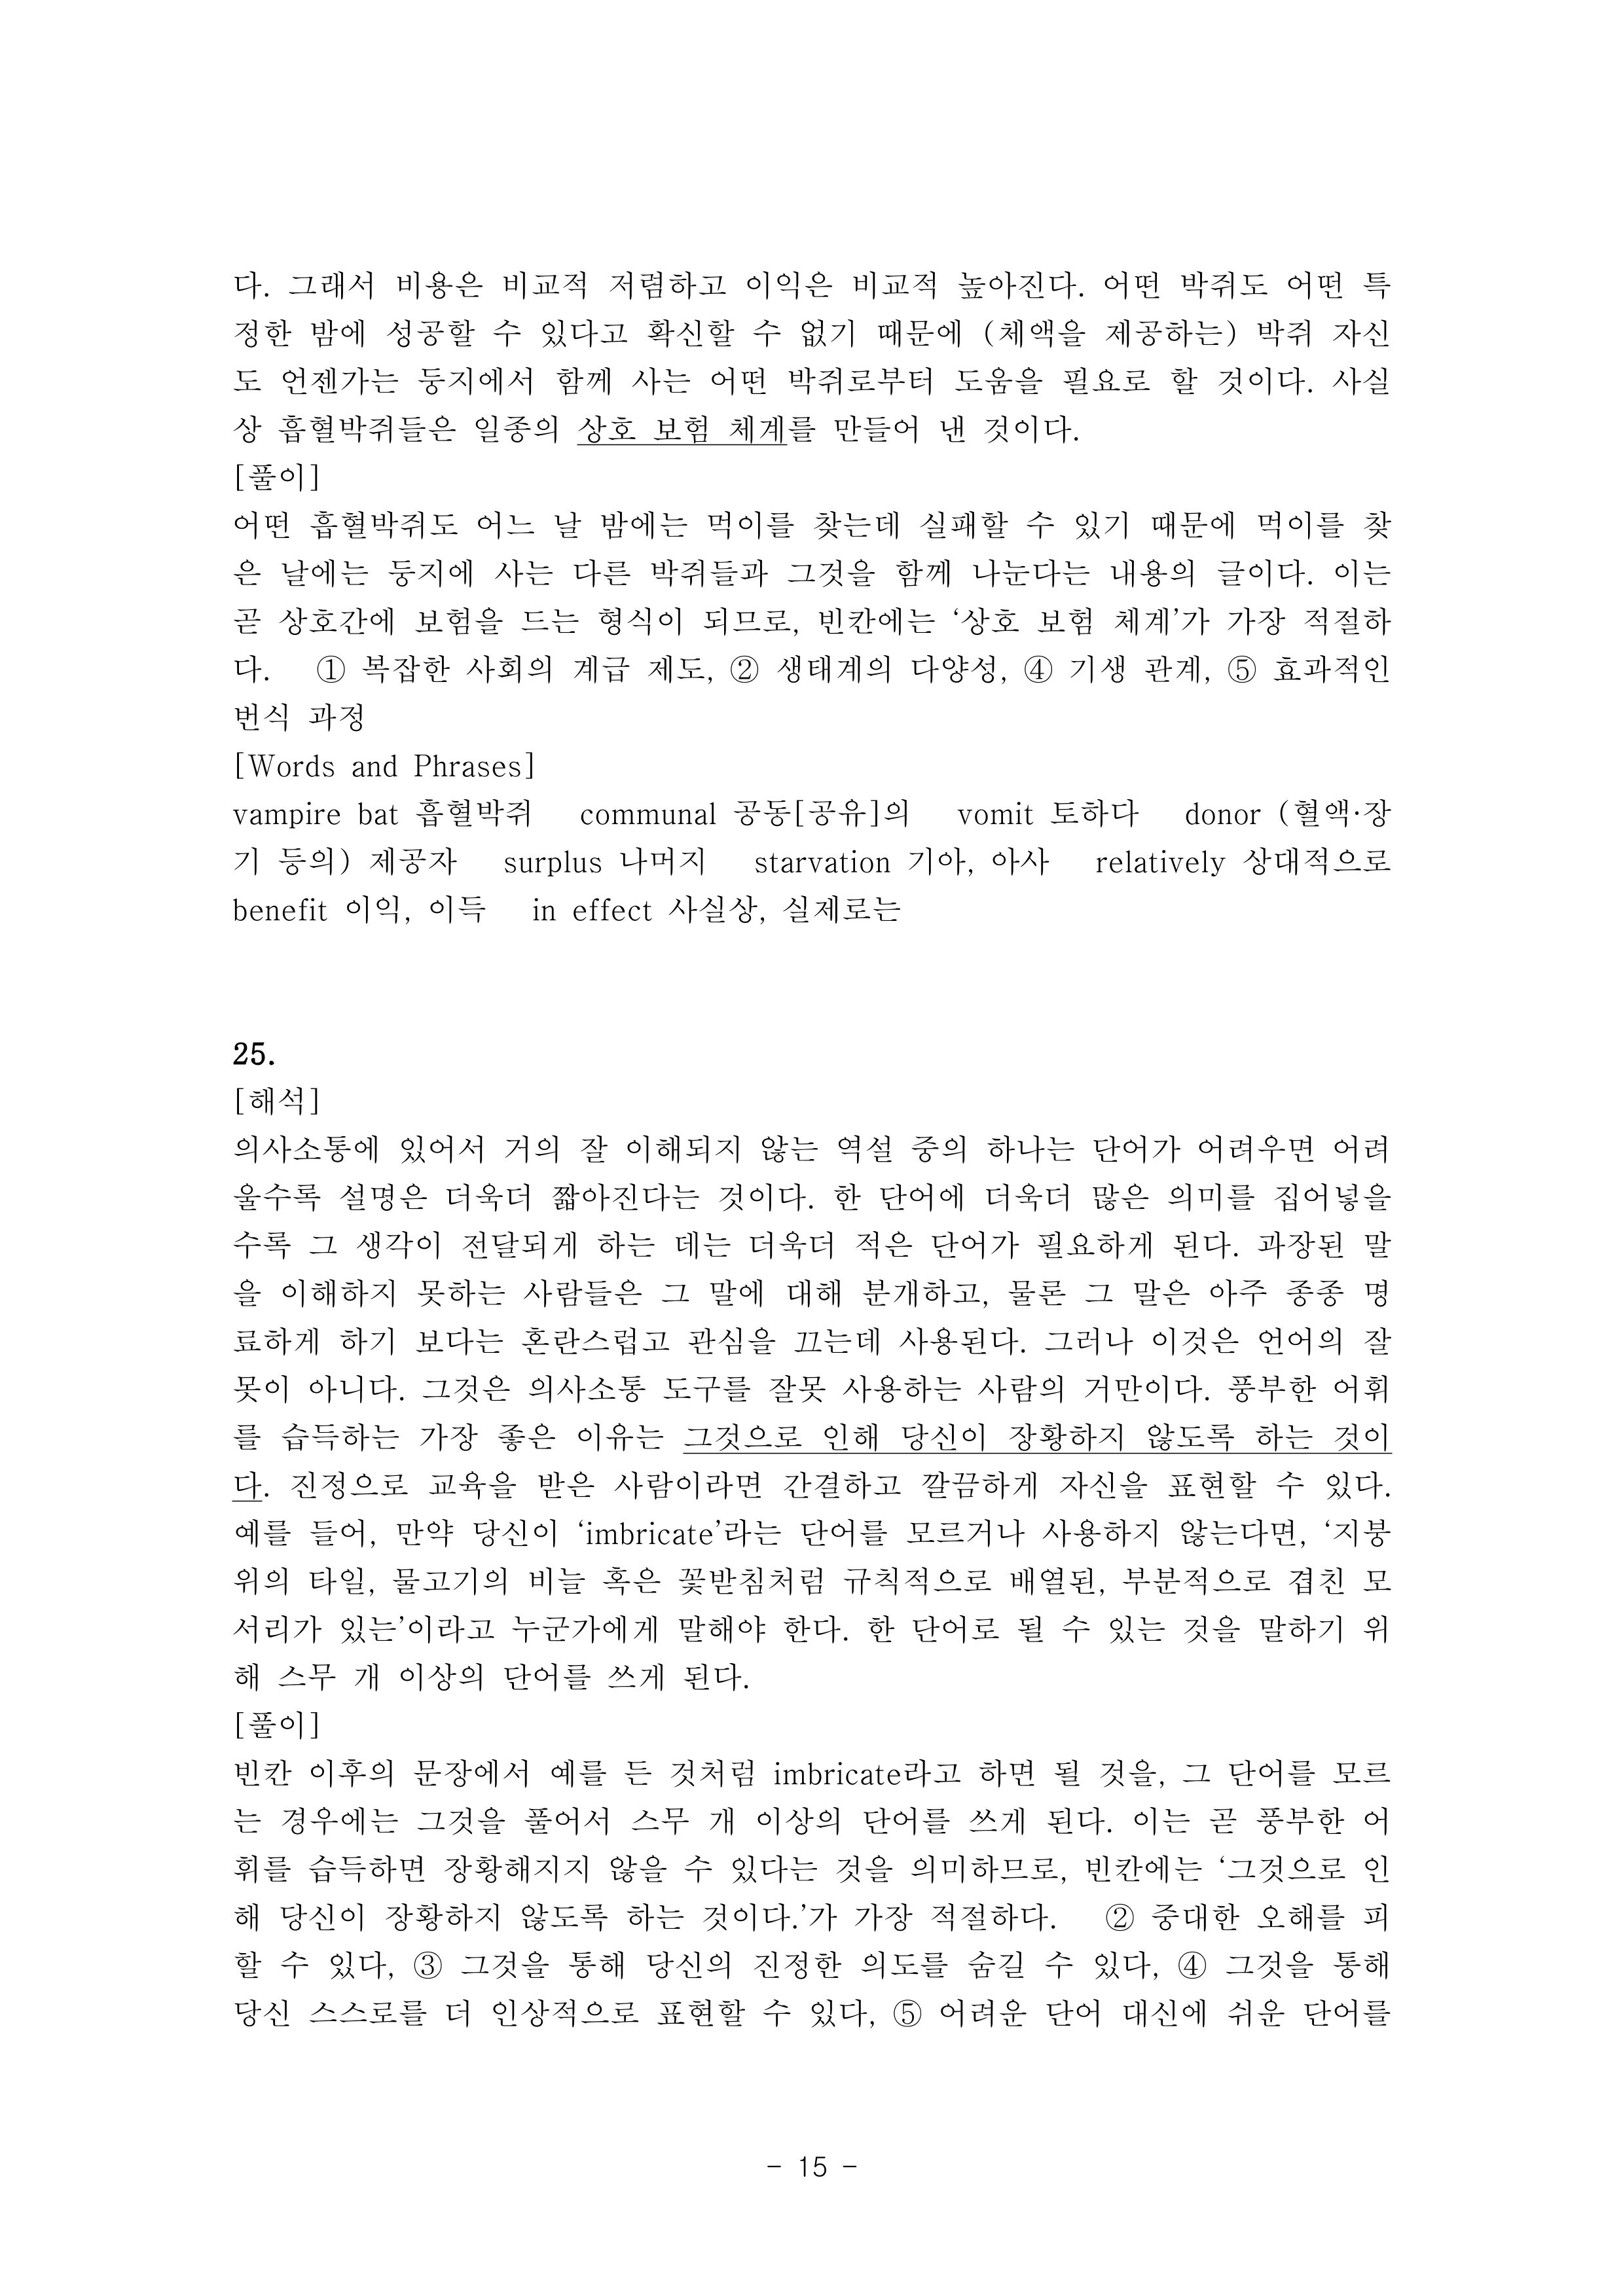 다. 그래서 비용은 비교적 저렴하고 이익은 비교적 높아진다. 어떤 박쥐도 어떤 특
정한 밤에 성공할 수 있다고 확신할 수 없기 때문에 (체액을 제공하는) 박쥐 자신
도 언젠가는 둥지에서 함께 사는 어떤 박쥐로부터 도움을 필요로 할 것이다. 사실
상 흡혈박쥐들은 일종의 상호 보험 체계를 만들어 낸 것이다.
[풀이]
어떤 흡혈박쥐도 어느 날 밤에는 먹이를 찾는데 실패할 수 있기 때문에 먹이를 찾
은 날에는 둥지에 사는 다른 박쥐들과 그것을 함께 나눈다는 내용의 글이다. 이는
곧 상호간에 보험을 드는 형식이 되므로, 빈칸에는 ‘상호 보험 체계’가 가장 적절하
다. ① 복잡한 사회의 계급 제도, ② 생태계의 다양성, ④ 기생 관계, ⑤ 효과적인
번식 과정
[Words and Phrases]
vampire bat 흡혈박쥐 communal 공동[공유]의 vomit 토하다 donor (혈액·장
기 등의) 제공자 surplus 나머지 starvation 기아, 아사 relatively 상대적으로
benefit 이익, 이득 in effect 사실상, 실제로는
25.
[해석]
의사소통에 있어서 거의 잘 이해되지 않는 역설 중의 하나는 단어가 어려우면 어려
울수록 설명은 더욱더 짧아진다는 것이다. 한 단어에 더욱더 많은 의미를 집어넣을
수록 그 생각이 전달되게 하는 데는 더욱더 적은 단어가 필요하게 된다. 과장된 말
을 이해하지 못하는 사람들은 그 말에 대해 분개하고, 물론 그 말은 아주 종종 명
료하게 하기 보다는 혼란스럽고 관심을 끄는데 사용된다. 그러나 이것은 언어의 잘
못이 아니다. 그것은 의사소통 도구를 잘못 사용하는 사람의 거만이다. 풍부한 어휘
를 습득하는 가장 좋은 이유는 그것으로 인해 당신이 장황하지 않도록 하는 것이
다. 진정으로 교육을 받은 사람이라면 간결하고 깔끔하게 자신을 표현할 수 있다.
예를 들어, 만약 당신이 ‘imbricate’라는 단어를 모르거나 사용하지 않는다면, ‘지붕
위의 타일, 물고기의 비늘 혹은 꽃받침처럼 규칙적으로 배열된, 부분적으로 겹친 모
서리가 있는’이라고 누군가에게 말해야 한다. 한 단어로 될 수 있는 것을 말하기 위
해 스무 개 이상의 단어를 쓰게 된다.
[풀이]
빈칸 이후의 문장에서 예를 든 것처럼 imbricate라고 하면 될 것을, 그 단어를 모르
는 경우에는 그것을 풀어서 스무 개 이상의 단어를 쓰게 된다. 이는 곧 풍부한 어
휘를 습득하면 장황해지지 않을 수 있다는 것을 의미하므로, 빈칸에는 ‘그것으로 인
해 당신이 장황하지 않도록 하는 것이다.’가 가장 적절하다. ② 중대한 오해를 피
할 수 있다, ③ 그것을 통해 당신의 진정한 의도를 숨길 수 있다, ④ 그것을 통해
당신 스스로를 더 인상적으로 표현할 수 있다, ⑤ 어려운 단어 대신에 쉬운 단어를
- 15 -